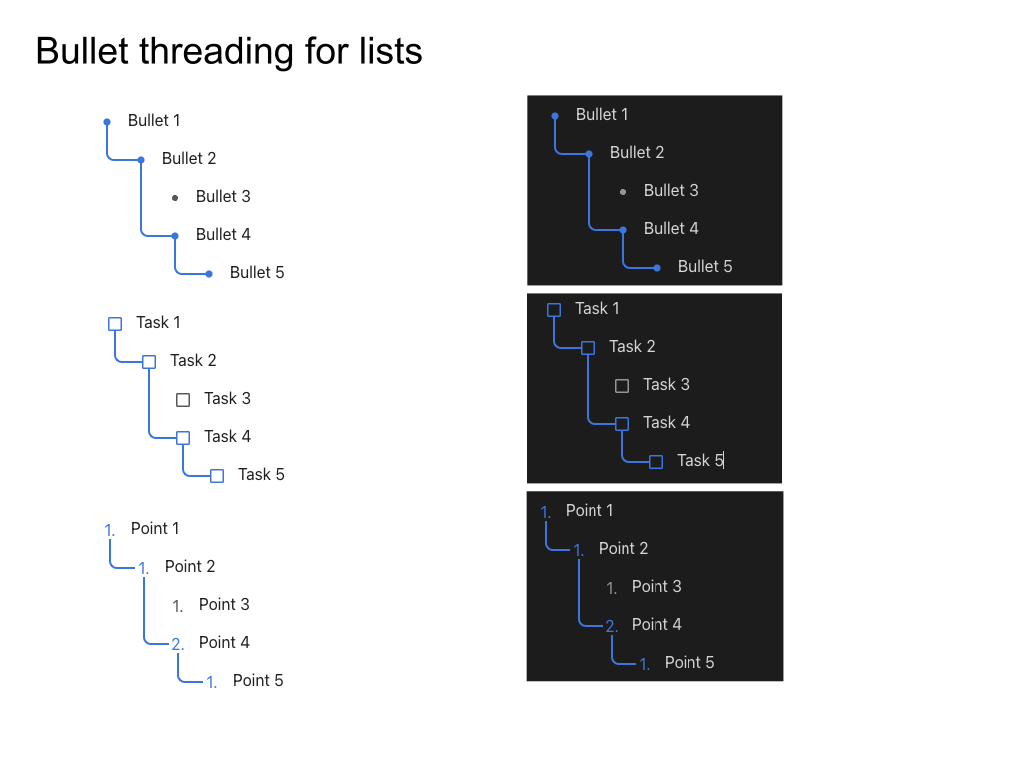 Bullet threading for lists
Bullet 1
Bullet 2
Bullet 3
Bullet 4
Bullet 5
Task 1
Task 2
Task 3
Task 4
Task 5
1. Point 1
1. Point 2
1. Point 3
2. Point 4
1. Point 5
Bullet 1
Bullet 2
Bullet 3
Bullet 4
Bullet 5
Task 1
Task 2
Task 3
Task 4
Task 5
1. Point 1
1. Point 2
1. Point 3
2. Point 4
1. Point 5